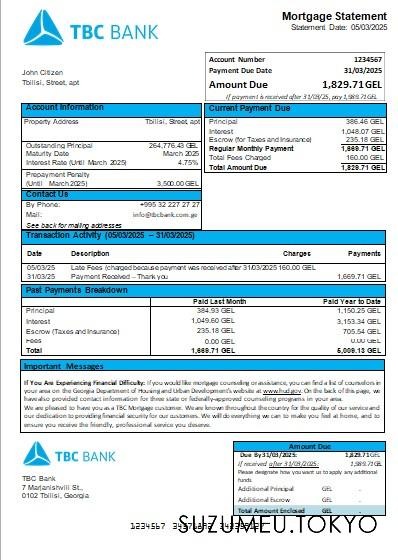 TBC BANK
Mortgage Statement
Statement Date: 05/03/2025
John Citizen
Tbilisi, Street, apt
Account Number 1234567
Payment Due Date 31/03/2025
Amount Due 1,829.71GEL
If payment is received after 31/03/25, pay 1,989.71GEL
Account Information
Property Address Tbilisi, Street, apt
Outstanding Principal 264,776.43 GEL
Maturity Date March 2025
Interest Rate (Until March 2025) 4.75%
Prepayment Penalty
(Until March 2025) 3,500.00 GEL
Contact Us
By Phone: +995 32 227 27 27
Mail: info@tbcbank.com.ge
See back for mailing addresses
Current Payment Due
Principal 386.46 GEL
Interest 1,048.07 GEL
Escrow (for Taxes and Insurance) 235.18 GEL
Regular Monthly Payment 1,669.71 GEL
Total Fees Charged 160.00 GEL
Total Amount Due 1,829.71 GEL
Transaction Activity (05/03/2025 – 31/03/2025)
Date Description Charges Payments
05/03/25 Late Fees (charged because payment was received after 31/03/2025 160.00 GEL
31/03/25 Payment Received – Thank you 1,669.71 GEL
Past Payments Breakdown
Paid Last Month Paid Year to Date
Principal 384.93 GEL 1,150.25 GEL
Interest 1,049.60 GEL 3,153.34 GEL
Escrow (Taxes and Insurance) 235.18 GEL 705.54 GEL
Fees 0.00 GEL 0.00 GEL
Total 1,669.71 GEL 5,009.13 GEL
Important Messages
If You Are Experiencing Financial Difficulty: If you would like mortgage counseling or assistance, you can find a list of counselors in
your area on the Georgia Department of Housing and Urban Development's website at www.hud.gov. On the back of this page, we
have also provided contact information for three state or federally-approved counseling programs in your area.
We are pleased to have you as a TBC Mortgage customer. We are known throughout the country for the quality of our service and
our dedication to providing financial security for our customers. We will do everything we can to make you feel at home, and to
ensure you receive the friendly, professional service you deserve.
TBC BANK
TBC BANK
7 Marjanishvili St.,
0102 Tbilisi, Georgia
Amount Due
Due By 31/03/2025: 1,829.71GEL
If received after 31/03/2025: 1,989.71GEL
Please designate how you want us to apply any additional
funds.
Additional Principal GEL .
Additional Escrow GEL .
Total Amount Enclosed GEL .
1234567
SUZUMEU.TOKYO